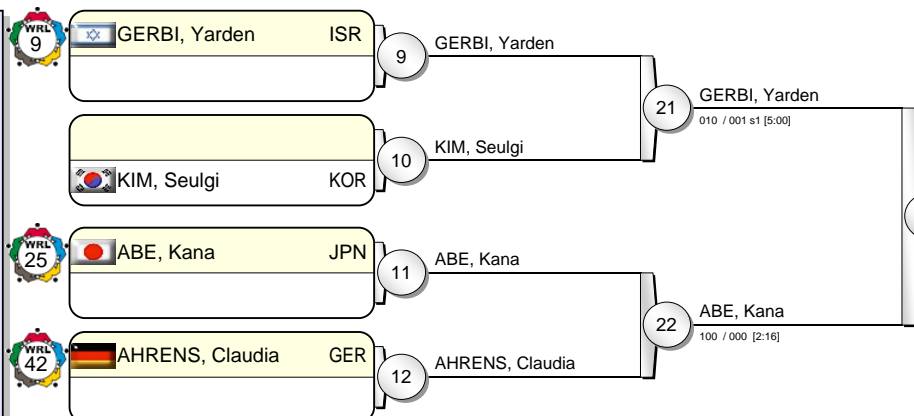 WRL
9
GERBI, Yarden ISR
9
GERBI, Yarden
21
GERBI, Yarden
010 / 001 s1 [5:00]
KIM, Seulgi KOR
10
KIM, Seulgi
WRL
25
ABE, Kana JPN
11
ABE, Kana
22
ABE, Kana
100 / 000 [2:16]
WRL
42
AHRENS, Claudia GER
12
AHRENS, Claudia